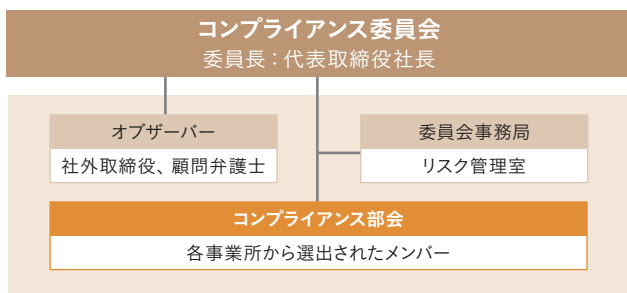 コンプライアンス委員会
委員長：代表取締役社長
オブザーバー
社外取締役、顧問弁護士
委員会事務局
リスク管理室
コンプライアンス部会
各事業所から選出されたメンバー